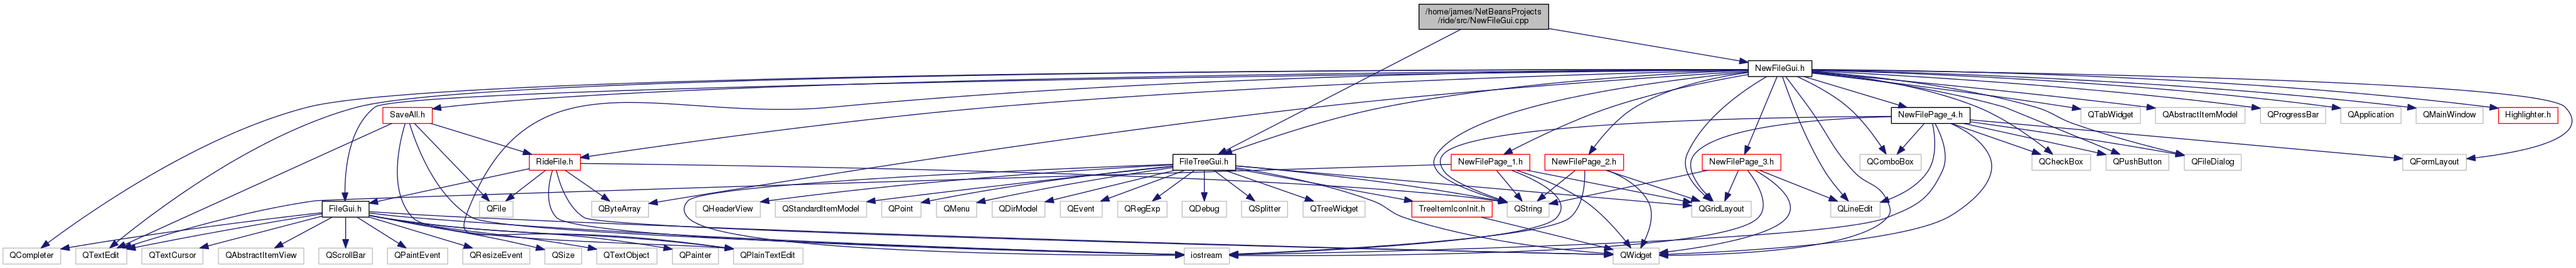 /home/james/NetBeansProjects
/ride/src/NewFileGui.cpp
NewFileGui.h
SaveAll.h
QTabWidget
QAbstractItemModel
QProgressBar
QApplication
QMainWindow
Highlighter.h
NewFilePage_4.h
RideFile.h
FileTreeGui.h
NewFilePage_1.h
NewFilePage_2.h
NewFilePage_3.h
QComboBox
QCheckBox
QPushButton
QFileDialog
QFormLayout
FileGui.h
QFile
QByteArray
QHeaderView
QStandardItemModel
QPoint
QMenu
QDirModel
QEvent
QRegExp
QDebug
QSplitter
QTreeWidget
TreeItemIconInit.h
QString
QGridLayout
QLineEdit
QCompleter
QTextEdit
QTextCursor
QAbstractItemView
QScrollBar
QPaintEvent
QResizeEvent
QSize
QTextObject
QPainter
QPlainTextEdit
iostream
QWidget